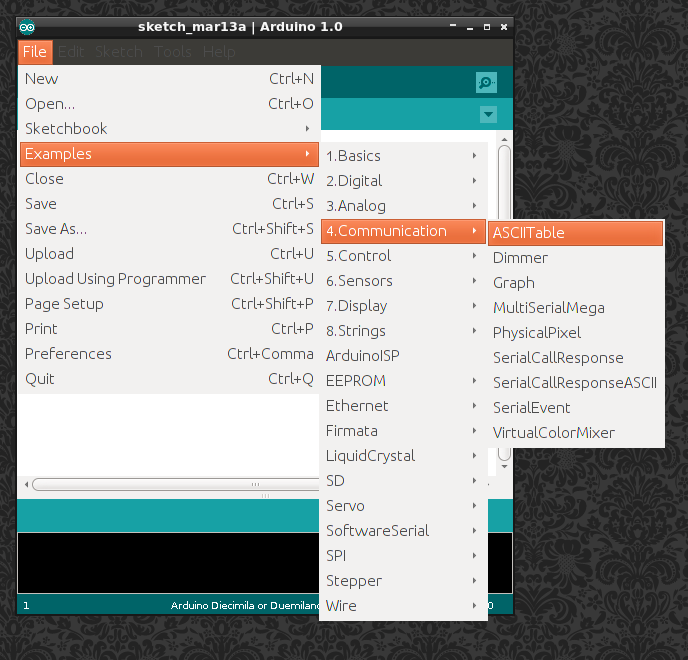 sketch_mar13a | Arduino 1.0
File Edit Sketch Tools Help
New Ctrl+N
Open... Ctrl+O
Sketchbook
Examples
Close Ctrl+W
Save Ctrl+S
Save As... Ctrl+Shift+S
Upload Ctrl+U
Upload Using Programmer Ctrl+Shift+U
Page Setup Ctrl+Shift+P
Print Ctrl+P
Preferences Ctrl+Comma
Quit Ctrl+Q
1.Basics
2.Digital
3.Analog
4.Communication
5.Control
6.Sensors
7.Display
8.Strings
ArduinoISP
EEPROM
Ethernet
Firmata
LiquidCrystal
SD
Servo
SoftwareSerial
SPI
Stepper
Wire
ASCIITable
Dimmer
Graph
MultiSerialMega
PhysicalPixel
SerialCallResponse
SerialCallResponseASCII
SerialEvent
VirtualColorMixer
1 Arduino Diecimila or Duemilan 0